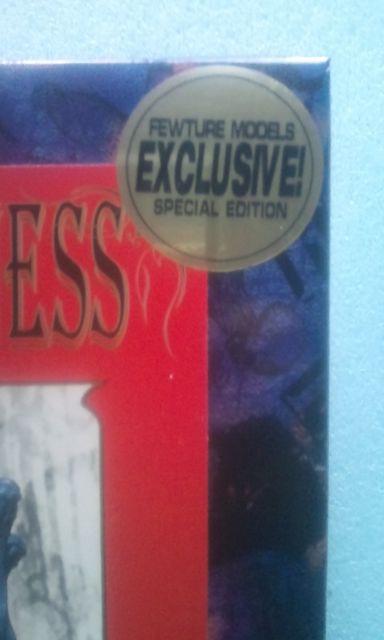 FEWTURE MODELS
EXCLUSIVE!
SPECIAL EDITION
ESS